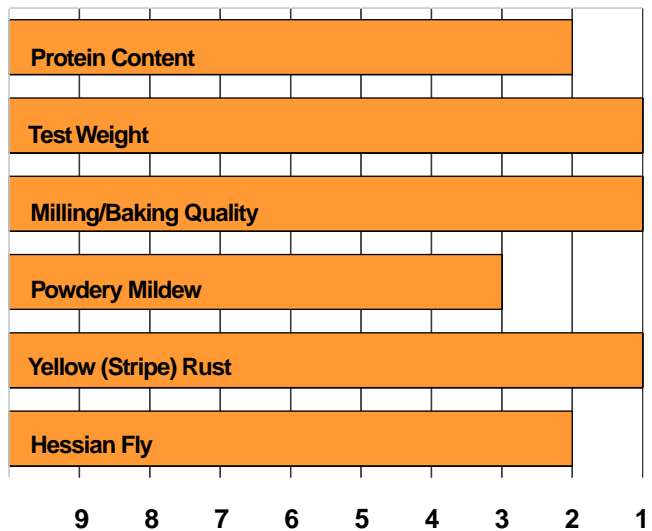 Protein Content
Test Weight
Milling/Baking Quality
Powdery Mildew
Yellow (Stripe) Rust
Hessian Fly
9 8 7 6 5 4 3 2 1